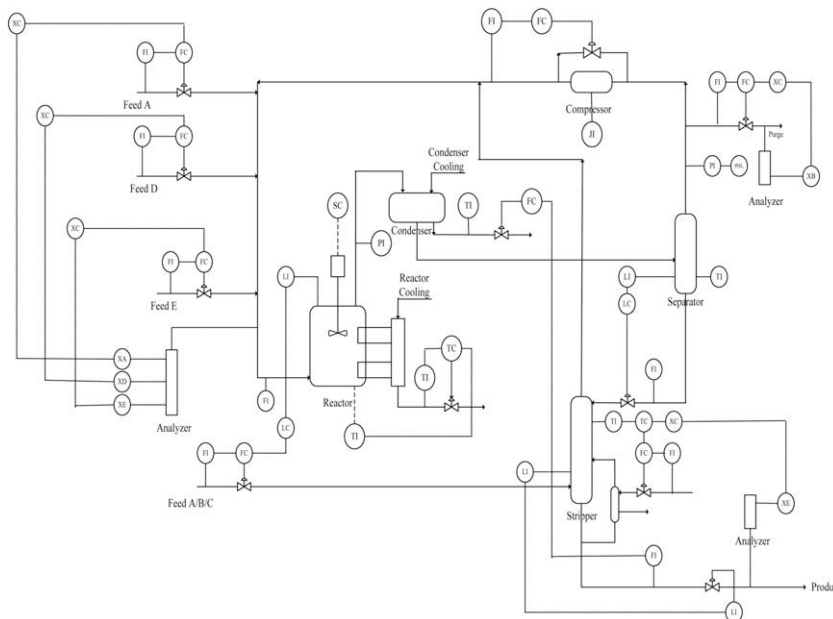 XC
FI
FC
Feed A
XC
FI
FC
Feed D
XC
FI
FC
Feed E
XA
XD
XE
Analyzer
FI
FI
FC
Compressor
JI
FI
FC
XC
Purge
PI
XB
Analyzer
Condenser
Cooling
SC
Condenser
TI
FC
PI
LI
Reactor
Cooling
Reactor
TC
TI
TI
LC
FI
FC
Feed A/B/C
LI
LC
TI
Separator
FI
TI
TC
XC
FC
FI
LI
Stripper
XE
Analyzer
FI
LI
Produ